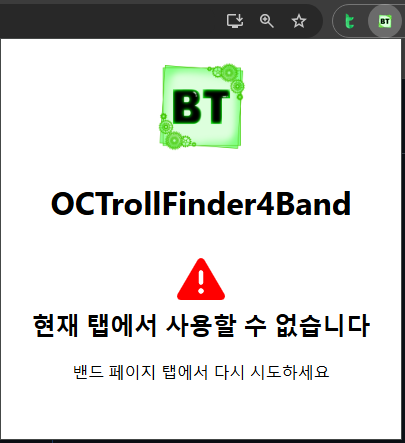 BT
BT
OCTrollFinder4Band
현재 탭에서 사용할 수 없습니다
밴드 페이지 탭에서 다시 시도하세요